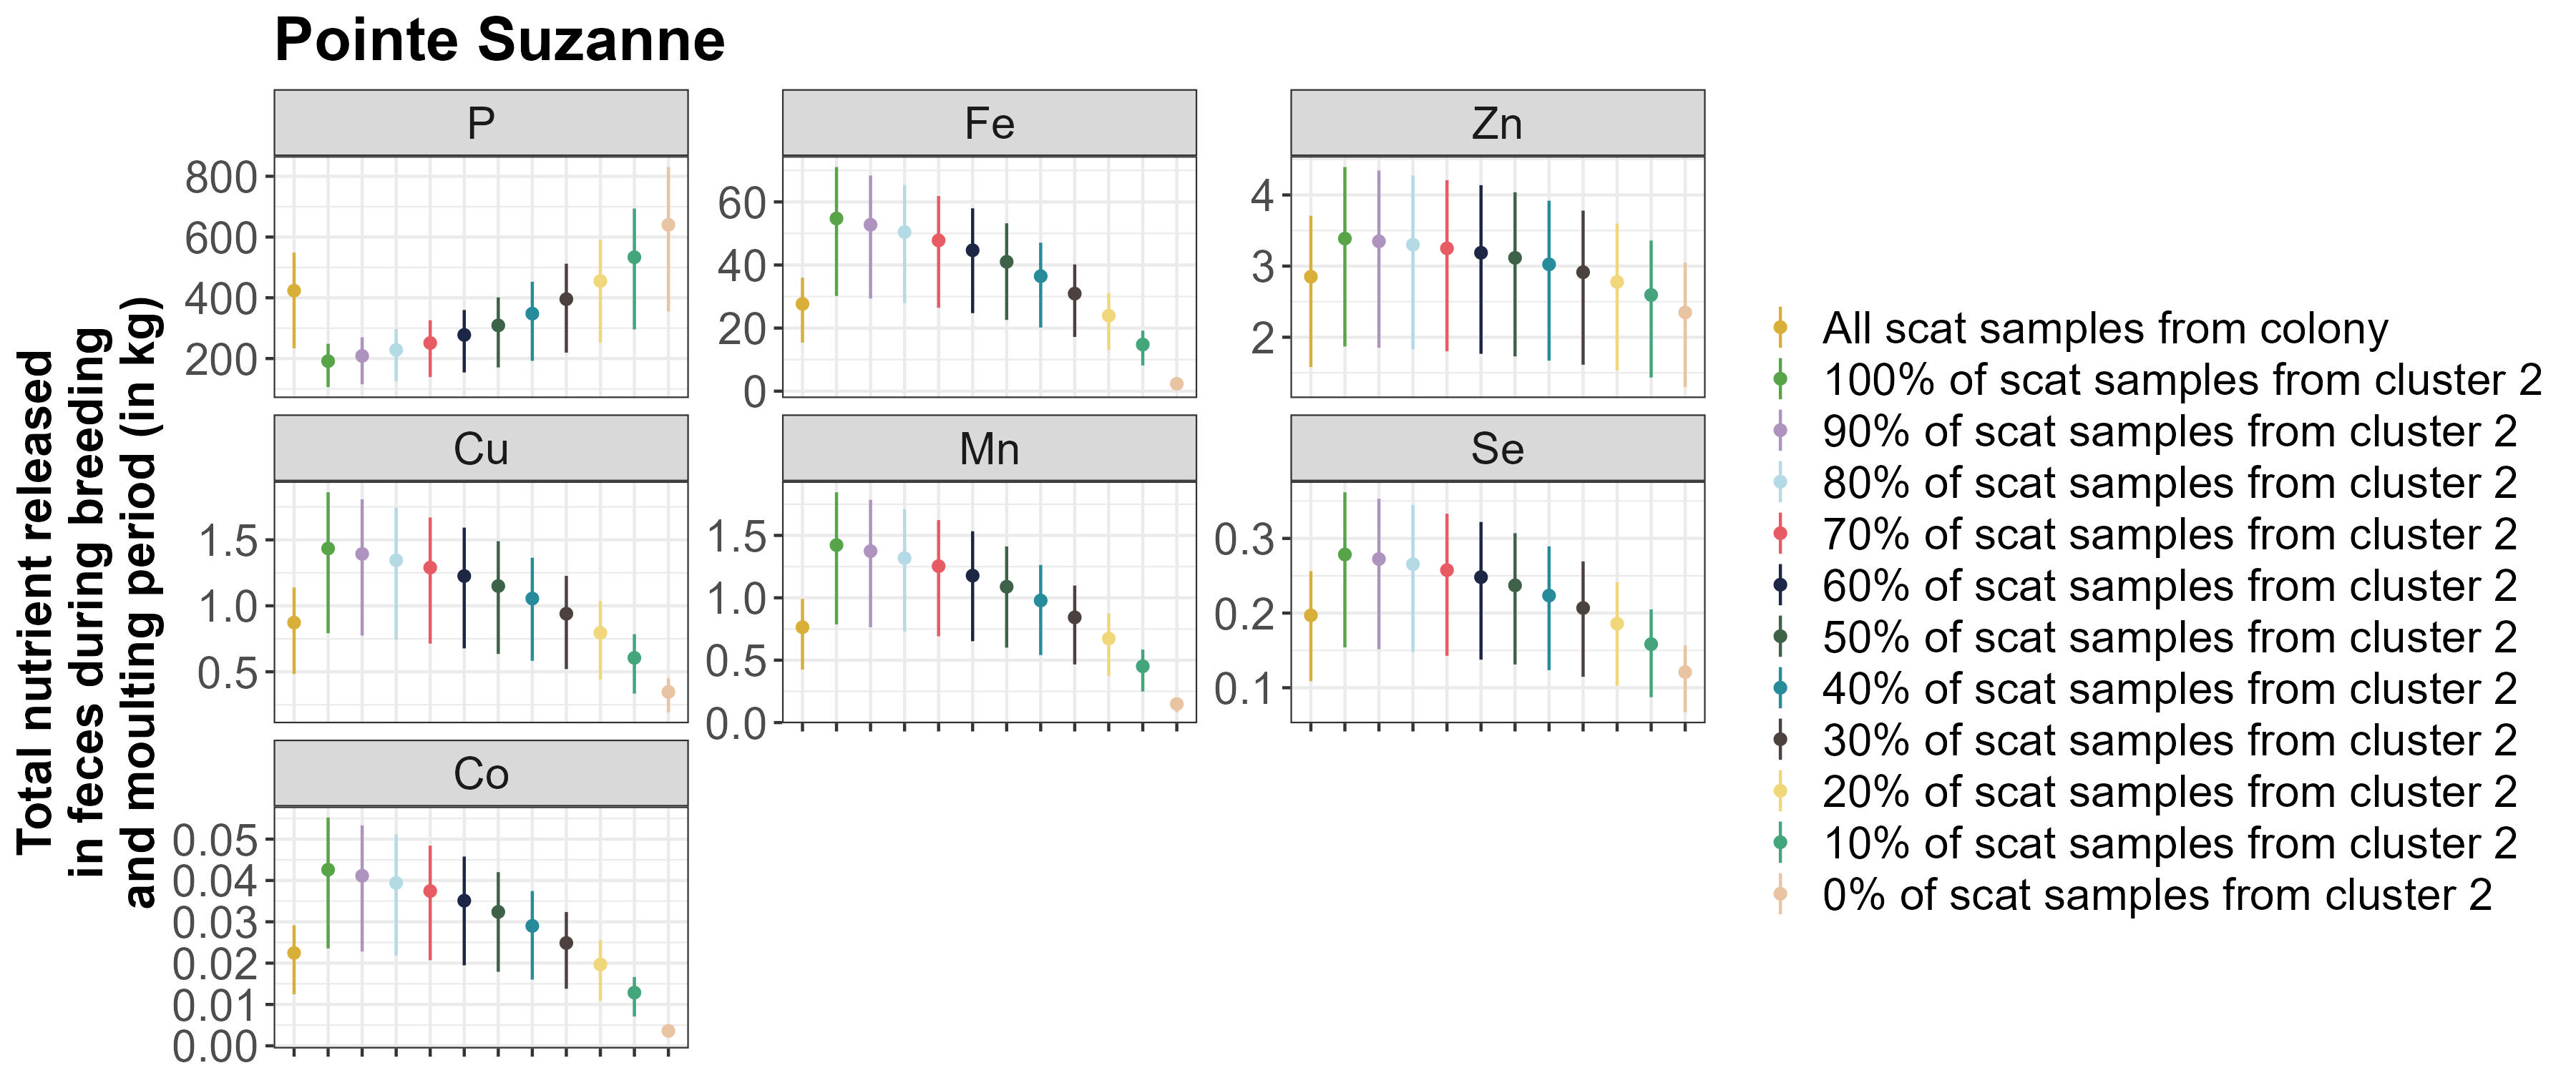 Pointe Suzanne
Total nutrient released
in feces during breeding
and moulting period (in kg)
P
800
600
400
200
Fe
60
40
20
0
Zn
4
3
2
Cu
1.5
1.0
0.5
Mn
1.5
1.0
0.5
0.0
Se
0.3
0.2
0.1
Co
0.05
0.04
0.03
0.02
0.01
0.00
All scat samples from colony
100% of scat samples from cluster 2
90% of scat samples from cluster 2
80% of scat samples from cluster 2
70% of scat samples from cluster 2
60% of scat samples from cluster 2
50% of scat samples from cluster 2
40% of scat samples from cluster 2
30% of scat samples from cluster 2
20% of scat samples from cluster 2
10% of scat samples from cluster 2
0% of scat samples from cluster 2